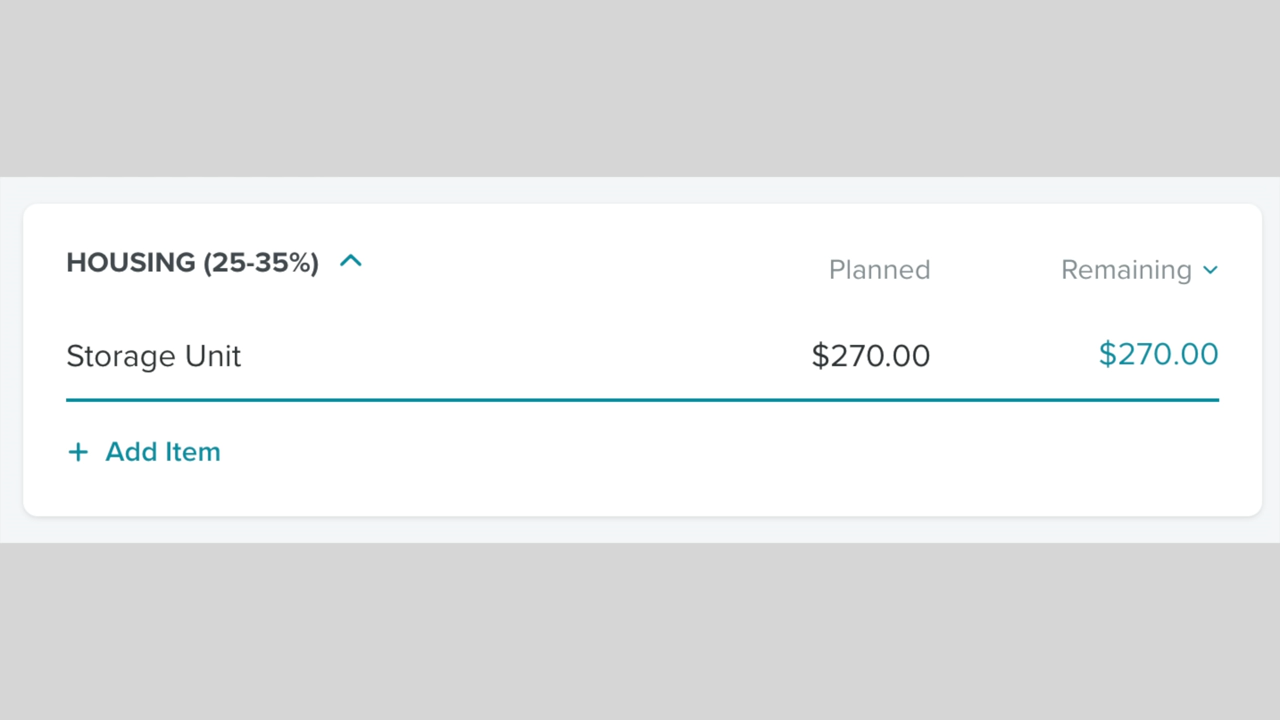 HOUSING (25-35%) Planned Remaining
Storage Unit $270.00 $270.00
+ Add Item